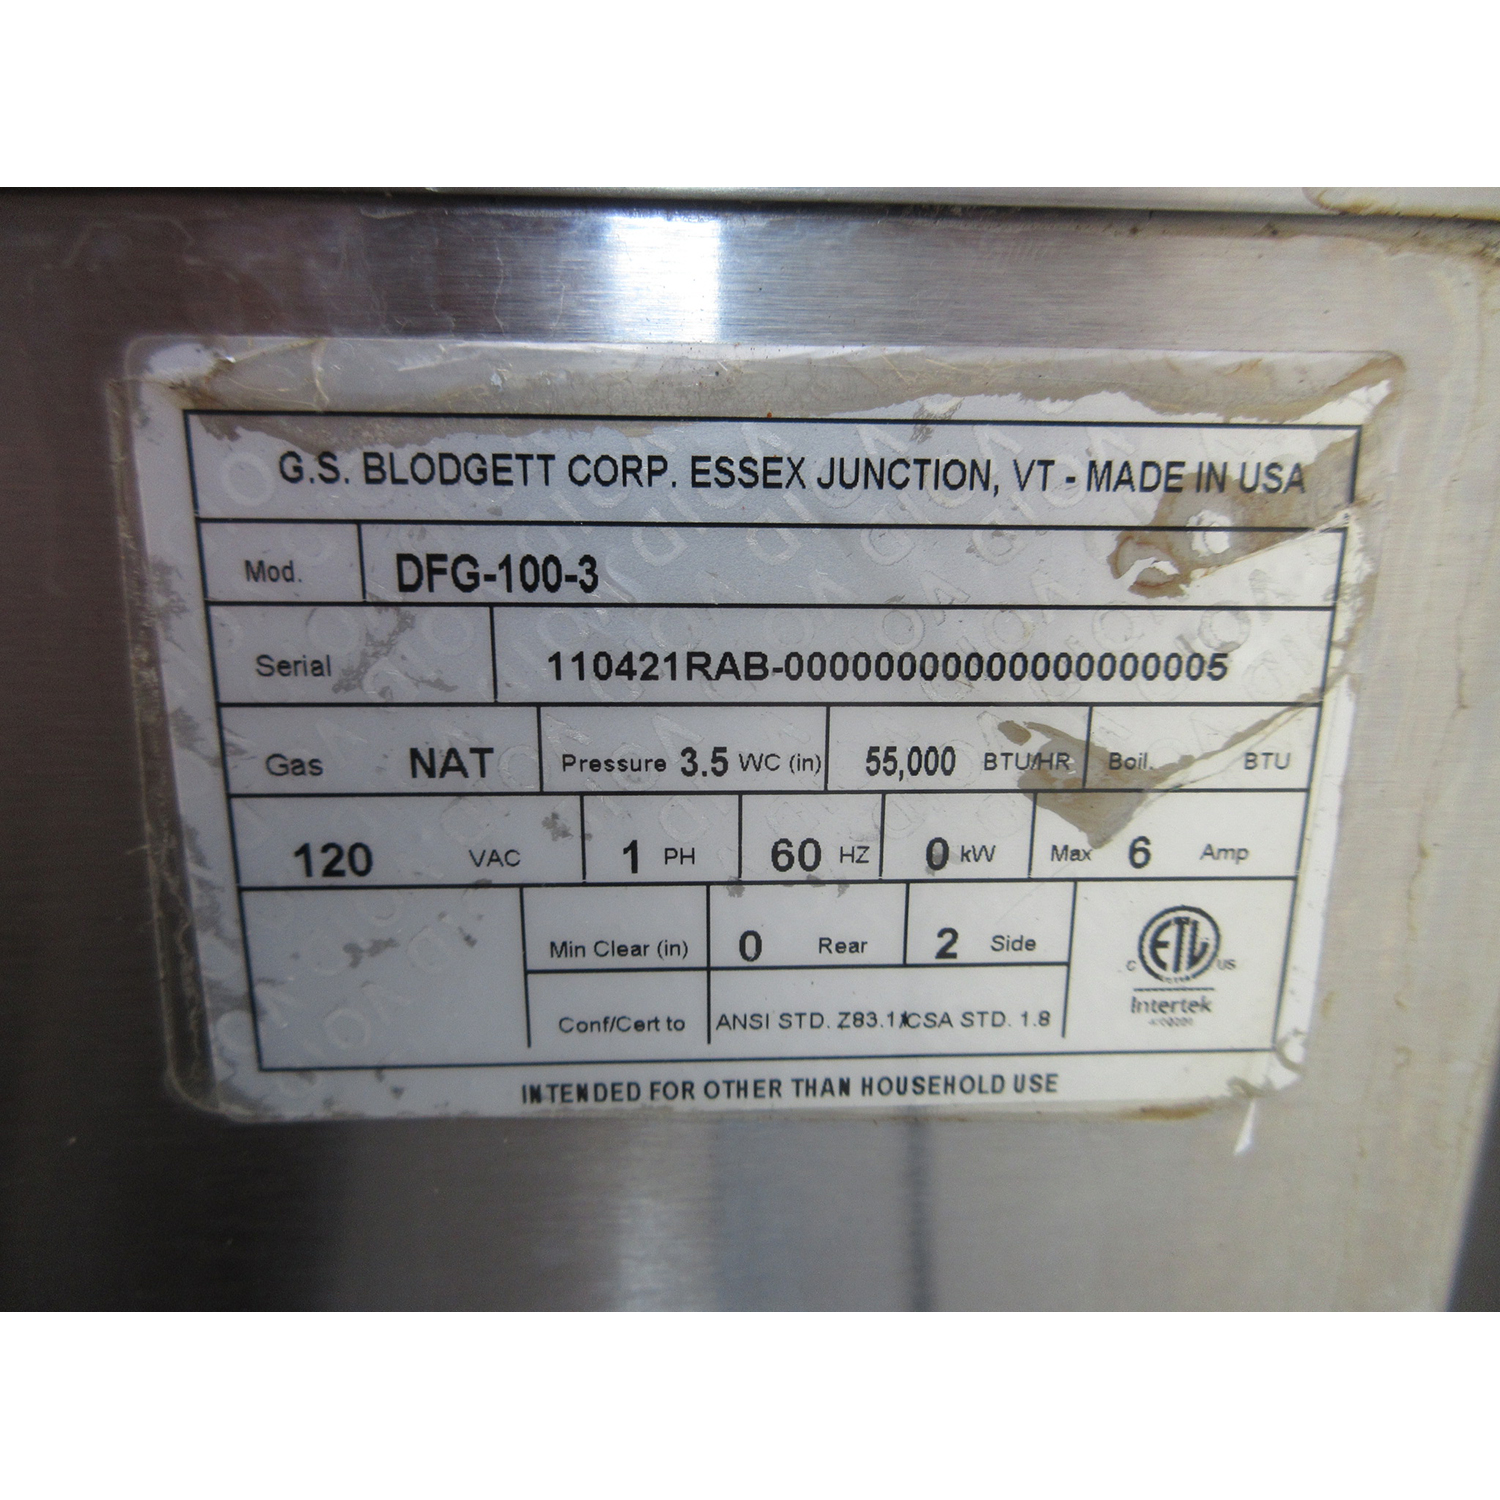 G.S. BLODGETT CORP. ESSEX JUNCTION, VT - MADE IN USA
Mod. DFG-100-3
Serial 110421RAB-00000000000000000000005
Gas NAT Pressure 3.5 WC (in) 55,000 BTU/HR Boil. BTU
120 VAC 1 PH 60 HZ 0 kW Max 6 Amp
Min Clear (in) 0 Rear 2 Side
C ETL US
Intertek
Conf/Cert to ANSI STD. Z83.11/CSA STD. 1.8
INTENDED FOR OTHER THAN HOUSEHOLD USE